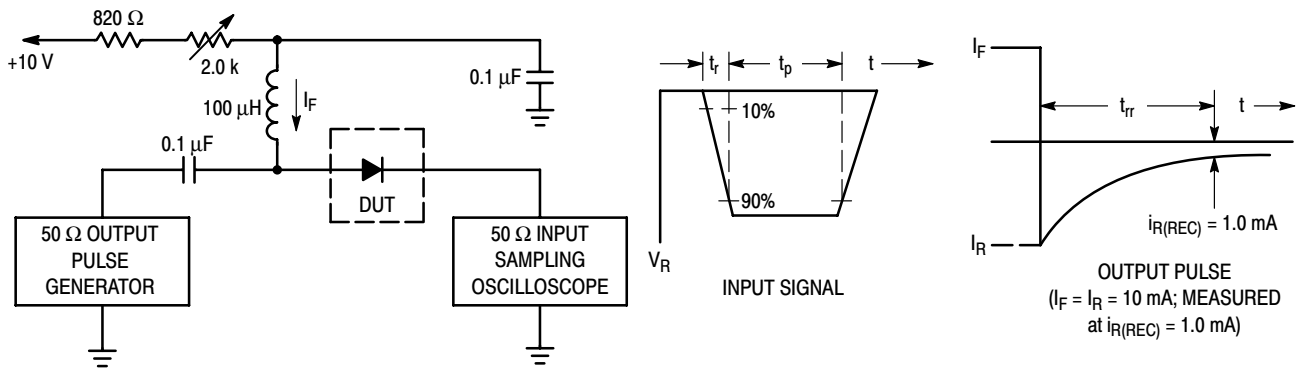 820 Ω
+10 V
2.0 k
0.1 μF
100 μH
I_F
0.1 μF
DUT
50 Ω OUTPUT
PULSE
GENERATOR
50 Ω INPUT
SAMPLING
OSCILLOSCOPE
t_r
t_p
t
10%
90%
V_R
INPUT SIGNAL
I_F
t_rr
t
i_R(REC) = 1.0 mA
I_R
OUTPUT PULSE
(I_F = I_R = 10 mA; MEASURED
at i_R(REC) = 1.0 mA)